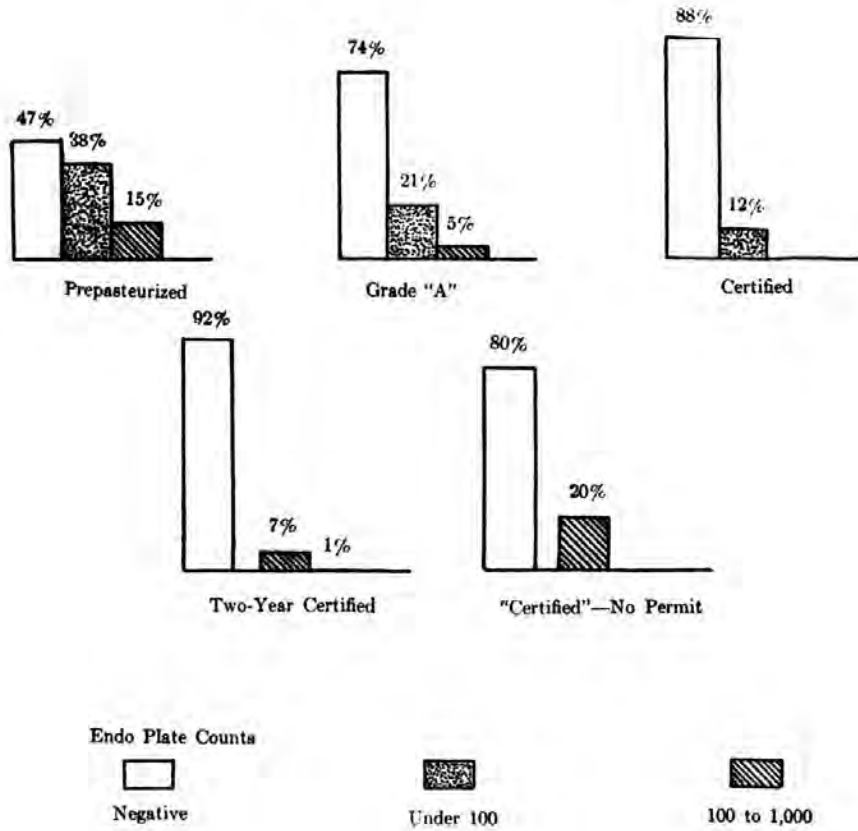 88%
74%
47%
38%
15%
21%
5%
12%
Prepasteurized
Grade "A"
Certified
92%
80%
7%
1%
20%
Two-Year Certified
"Certified"—No Permit
Endo Plate Counts
Negative
Under 100
100 to 1,000